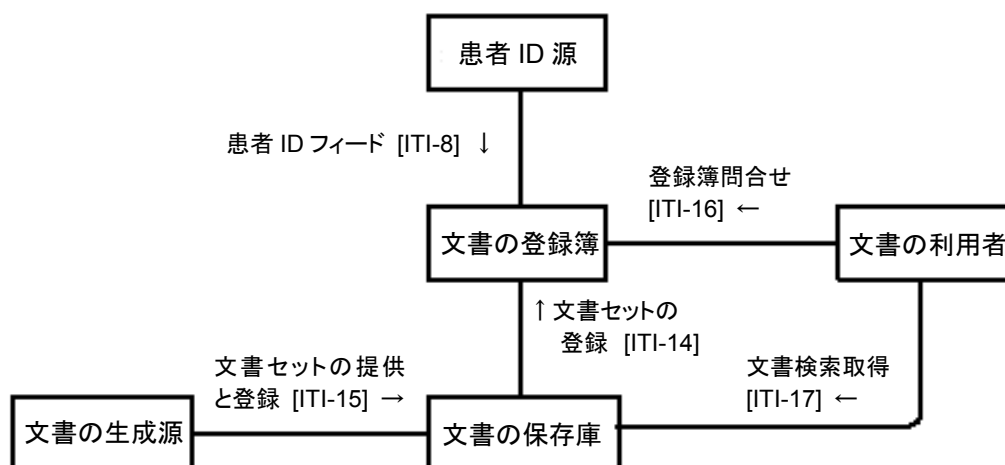 患者 ID 源
患者 ID フィード [ITI-8] ↓
登録簿問合せ
[ITI-16] ←
文書の登録簿
文書の利用者
↑文書セットの
登録 [ITI-14]
文書セットの提供
と登録 [ITI-15] →
文書検索取得
[ITI-17] ←
文書の生成源
文書の保存庫